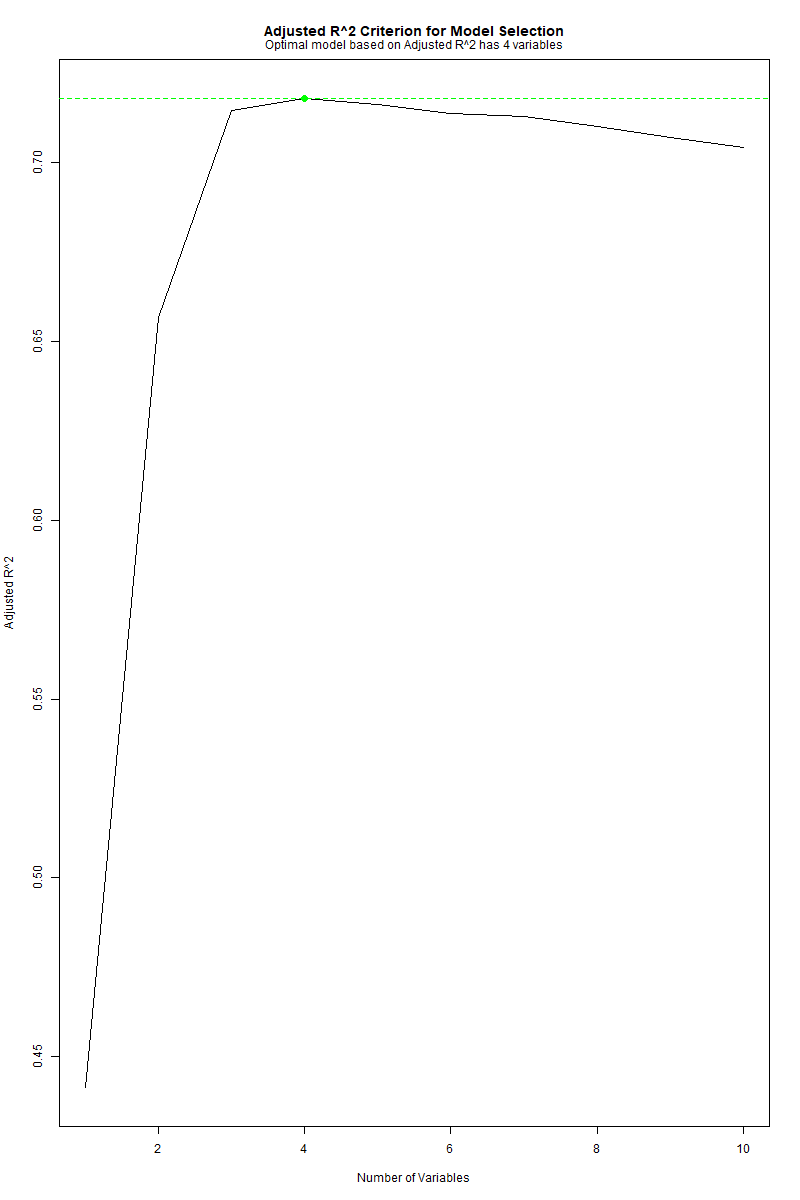 Adjusted R^2 Criterion for Model Selection
Optimal model based on Adjusted R^2 has 4 variables
0.70
0.65
0.60
0.55
0.50
0.45
Adjusted R^2
2
4
6
8
10
Number of Variables